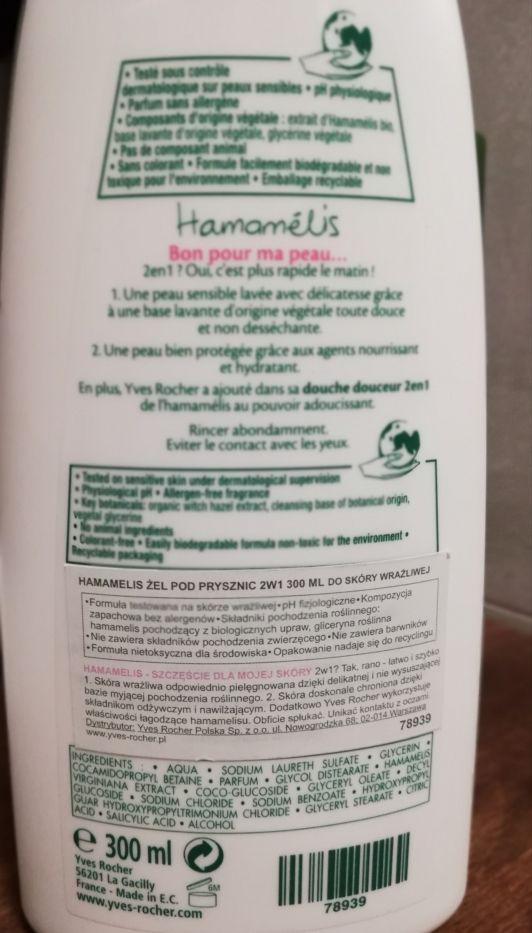 • Testé sous contrôle
dermatologique sur peaux sensibles • pH physiologique
• Parfum sans allergène
• Composants d'origine végétale : extrait d'Hamamélis bio,
base lavante d'origine végétale, glycérine végétale
• Pas de composant animal
• Sans colorant • Formule facilement biodégradable et non
toxique pour l'environnement • Emballage recyclable
Hamamélis
Bon pour ma peau...
2en1 ? Oui, c'est plus rapide le matin !
1. Une peau sensible lavée avec délicatesse grâce
à une base lavante d'origine végétale toute douce
et non desséchante.
2. Une peau bien protégée grâce aux agents nourrissant
et hydratant.
En plus, Yves Rocher a ajouté dans sa douche douceur 2en1
de l'hamamélis au pouvoir adoucissant.
Rincer abondamment.
Eviter le contact avec les yeux.
• Tested on sensitive skin under dermatological supervision
• Physiological pH • Allergen-free fragrance
• Key botanicals: organic witch hazel extract, cleansing base of botanical origin,
vegetal glycerine
• No animal ingredients
• Colorant-free • Easily biodegradable formula non-toxic for the environment •
Recyclable packaging
HAMAMELIS ŻEL POD PRYSZNIC 2W1 300 ML DO SKÓRY WRAŻLIWEJ
•Formuła testowana na skórze wrażliwej•pH fizjologiczne•Kompozycja
zapachowa bez alergenów•Składniki pochodzenia roślinnego:
hamamelis pochodzący z biologicznych upraw, gliceryna roślinna
•Nie zawiera składników pochodzenia zwierzęcego•Nie zawiera barwników
•Formuła nietoksyczna dla środowiska•Opakowanie nadaje się do recyclingu
HAMAMELIS - SZCZĘŚCIE DLA MOJEJ SKÓRY 2w1? Tak, rano - łatwo i szybko
1. Skóra wrażliwa odpowiednio pielęgnowana dzięki delikatnej i nie wysuszającej
bazie myjącej pochodzenia roślinnego. 2. Skóra doskonale chroniona dzięki
składnikom odżywczym i nawilżającym. Dodatkowo Yves Rocher wykorzystuje
właściwości łagodzące hamamelisu. Obficie spłukać. Unikać kontaktu z oczami.
Dystrybutor: Yves Rocher Polska Sp. z o.o. ul. Nowogrodzka 68; 02-014 Warszawa
www.yves-rocher.pl 78939
INGREDIENTS : • AQUA • SODIUM LAURETH SULFATE • GLYCERIN •
COCAMIDOPROPYL BETAINE • PARFUM • GLYCOL DISTEARATE • HAMAMELIS
VIRGINIANA EXTRACT • COCO-GLUCOSIDE • GLYCERYL OLEATE • DECYL
GLUCOSIDE • SODIUM CHLORIDE • SODIUM BENZOATE • HYDROXYPROPYL
GUAR HYDROXYPROPYLTRIMONIUM CHLORIDE • GLYCERYL STEARATE • CITRIC
ACID • SALICYLIC ACID • ALCOHOL
e 300 ml
6M
Yves Rocher
56201 La Gacilly
France - Made in E.C.
www.yves-rocher.com
78939